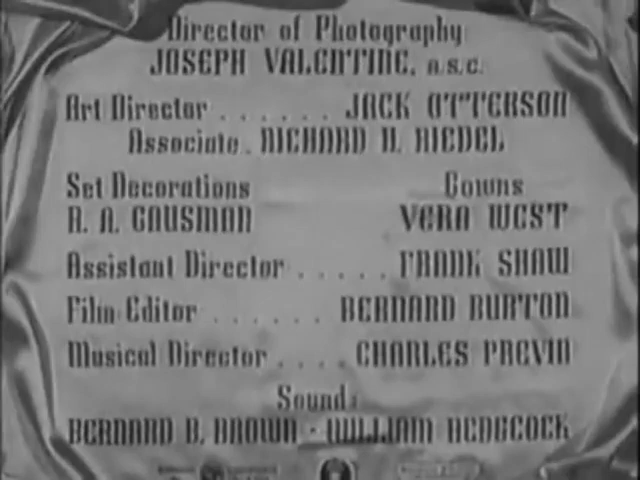 Director of Photography
JOSEPH VALENTINE, A.S.C.
Art Director . . . . . . JACK OTTERSON
Associate . RICHARD H. RIEDEL
Set Decorations Gowns
R. A. GAUSMAN VERA WEST
Assistant Director . . . . . FRANK SHAW
Film Editor . . . . . . BERNARD BURTON
Musical Director . . . . CHARLES PREVIN
Sound:
BERNARD B. BROWN - WILLIAM HEDGCOCK